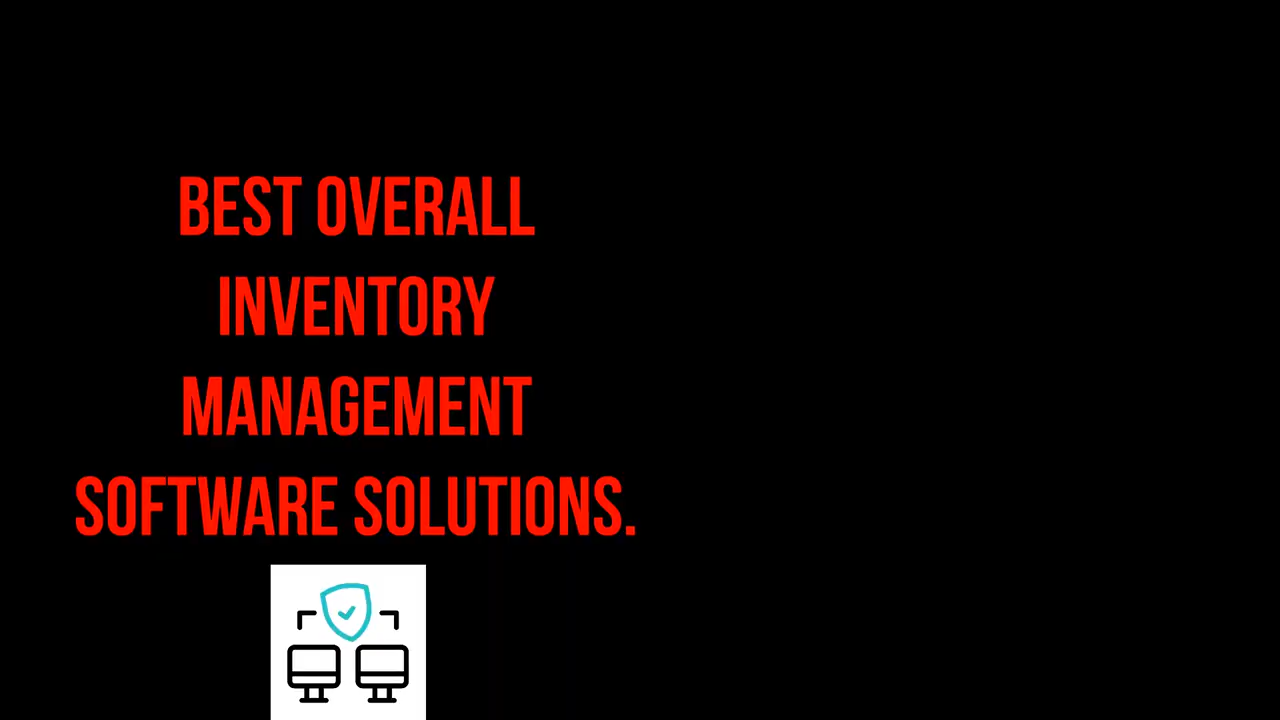 BEST OVERALL
INVENTORY
MANAGEMENT
SOFTWARE SOLUTIONS.